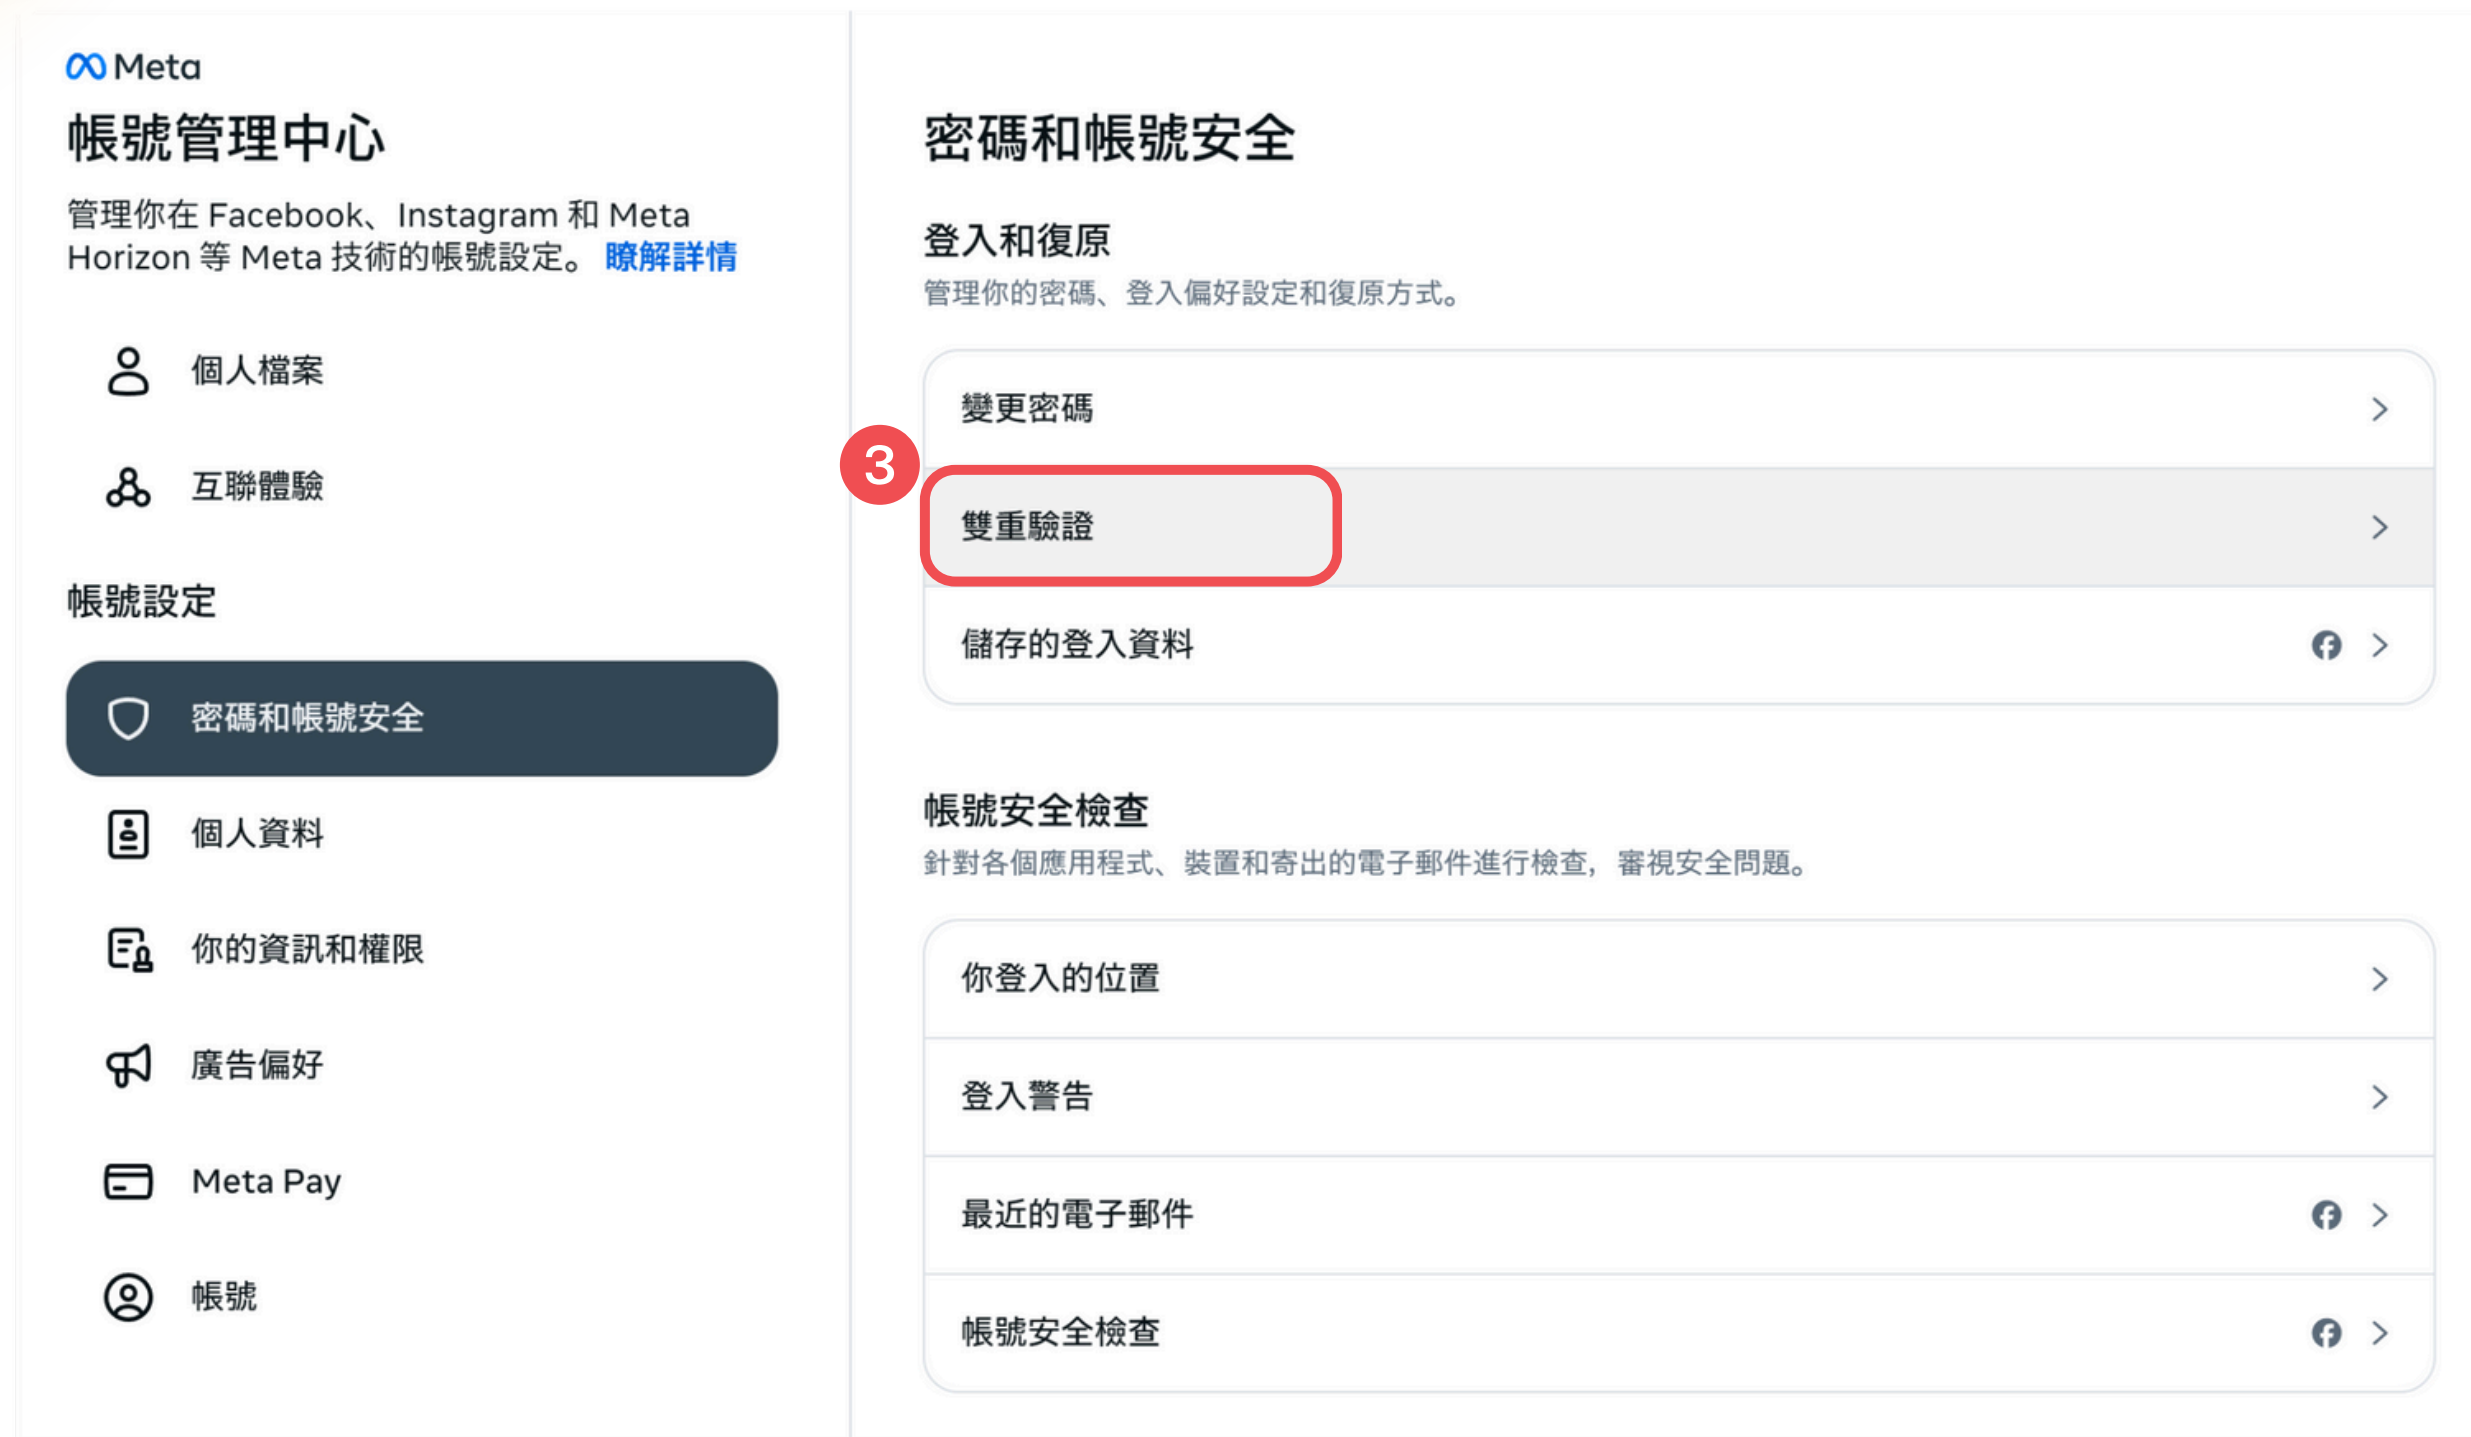 Meta
帳號管理中心
管理你在 Facebook、Instagram 和 Meta
Horizon 等 Meta 技術的帳號設定。 瞭解詳情
個人檔案
互聯體驗
帳號設定
密碼和帳號安全
個人資料
你的資訊和權限
廣告偏好
Meta Pay
帳號
密碼和帳號安全
登入和復原
管理你的密碼、登入偏好設定和復原方式。
變更密碼
3
雙重驗證
儲存的登入資料
帳號安全檢查
針對各個應用程式、裝置和寄出的電子郵件進行檢查，審視安全問題。
你登入的位置
登入警告
最近的電子郵件
帳號安全檢查